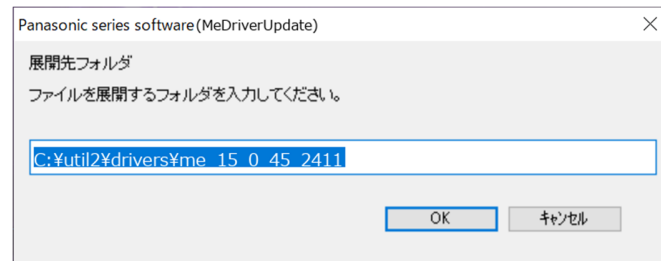 Panasonic series software(MeDriverUpdate)
展開先フォルダ
ファイルを展開するフォルダを入力してください。
C:¥util2¥drivers¥me_15_0_45_2411
OK キャンセル